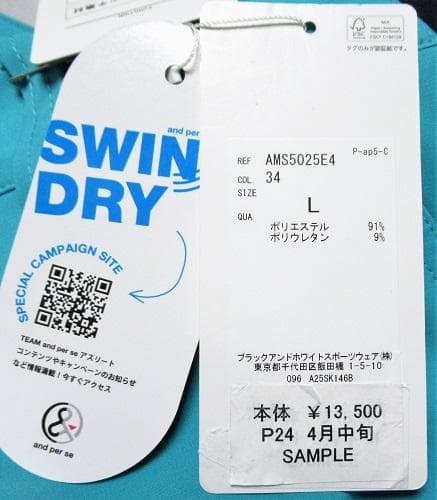 and per se
SWIN
DRY
SPECIAL CAMPAIGN SITE
TEAM and per se アスリート
コンテンツやキャンペーンのお知らせ
など情報満載！今すぐアクセス
and per se
FSC
MIX
タグのみが認証紙です。
P-ap5-C
REF. AMS5025E4
COL. 34
SIZE
L
QUA.
ポリエステル 91%
ポリウレタン 9%
ブラックアンドホワイトスポーツウェア(株)
東京都千代田区飯田橋 1-5-10
096 A25SK146B
本体 ￥13,500
P24 4月中旬
SAMPLE